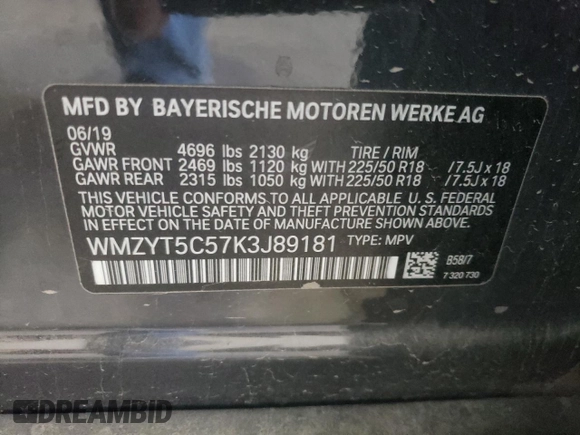 MFD BY BAYERISCHE MOTOREN WERKE AG
06/19
GVWR 4696 lbs 2130 kg TIRE / RIM
GAWR FRONT 2469 lbs 1120 kg WITH 225/50 R18 /7.5J x 18
GAWR REAR 2315 lbs 1050 kg WITH 225/50 R18 /7.5J x 18
THIS VEHICLE CONFORMS TO ALL APPLICABLE U. S. FEDERAL
MOTOR VEHICLE SAFETY AND THEFT PREVENTION STANDARDS
IN EFFECT ON THE DATE OF MANUFACTURE SHOWN ABOVE.
WMZYT5C57K3J89181 TYPE: MPV
B58/7
7 320 730
DREAMBID